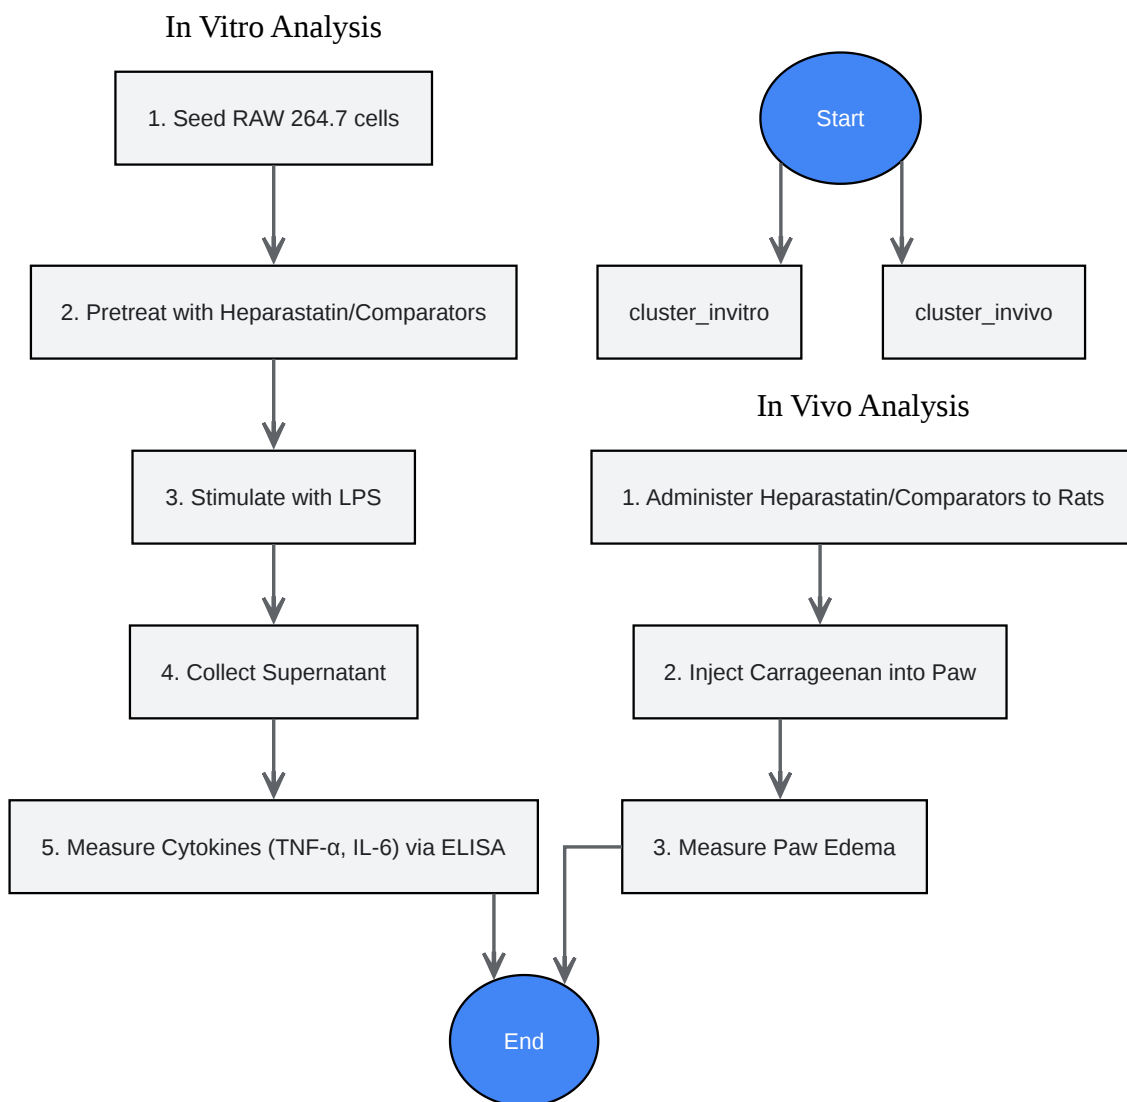 In Vitro Analysis
1. Seed RAW 264.7 cells
2. Pretreat with Heparastatin/Comparators
3. Stimulate with LPS
4. Collect Supernatant
5. Measure Cytokines (TNF-α, IL-6) via ELISA
Start
cluster_invitro
cluster_invivo
In Vivo Analysis
1. Administer Heparastatin/Comparators to Rats
2. Inject Carrageenan into Paw
3. Measure Paw Edema
End